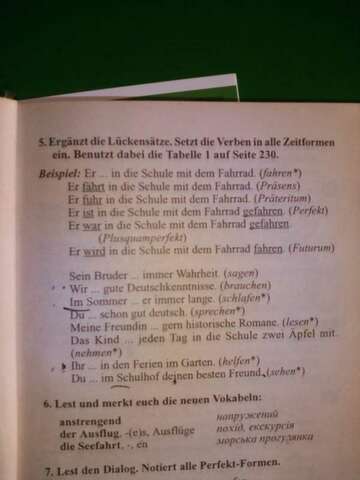 5. Ergänzt die Lückensätze. Setzt die Verben in alle Zeitformen
ein. Benutzt dabei die Tabelle 1 auf Seite 230.
Beispiel: Er ... in die Schule mit dem Fahrrad. (fahren*)
Er fährt in die Schule mit dem Fahrrad. (Präsens)
Er fuhr in die Schule mit dem Fahrrad. (Präteritum)
Er ist in die Schule mit dem Fahrrad gefahren. (Perfekt)
Er war in die Schule mit dem Fahrrad gefahren.
(Plusquamperfekt)
Er wird in die Schule mit dem Fahrrad fahren. (Futurum)
Sein Bruder ... immer Wahrheit. (sagen)
Wir ... gute Deutschkenntnisse. (brauchen)
Im Sommer ... er immer lange. (schlafen*)
Du ... schon gut deutsch. (sprechen*)
Meine Freundin ... gern historische Romane. (lesen*)
Das Kind ... jeden Tag in die Schule zwei Äpfel mit.
(nehmen*)
Ihr ... in den Ferien im Garten. (helfen*)
Du ... im Schulhof deinen besten Freund. (sehen*)
6. Lest und merkt euch die neuen Vokabeln:
anstrengend напружений
der Ausflug, -(e)s, Ausflüge похід, екскурсія
die Seefahrt, -, en морська прогулянка
7. Lest den Dialog. Notiert alle Perfekt-Formen.